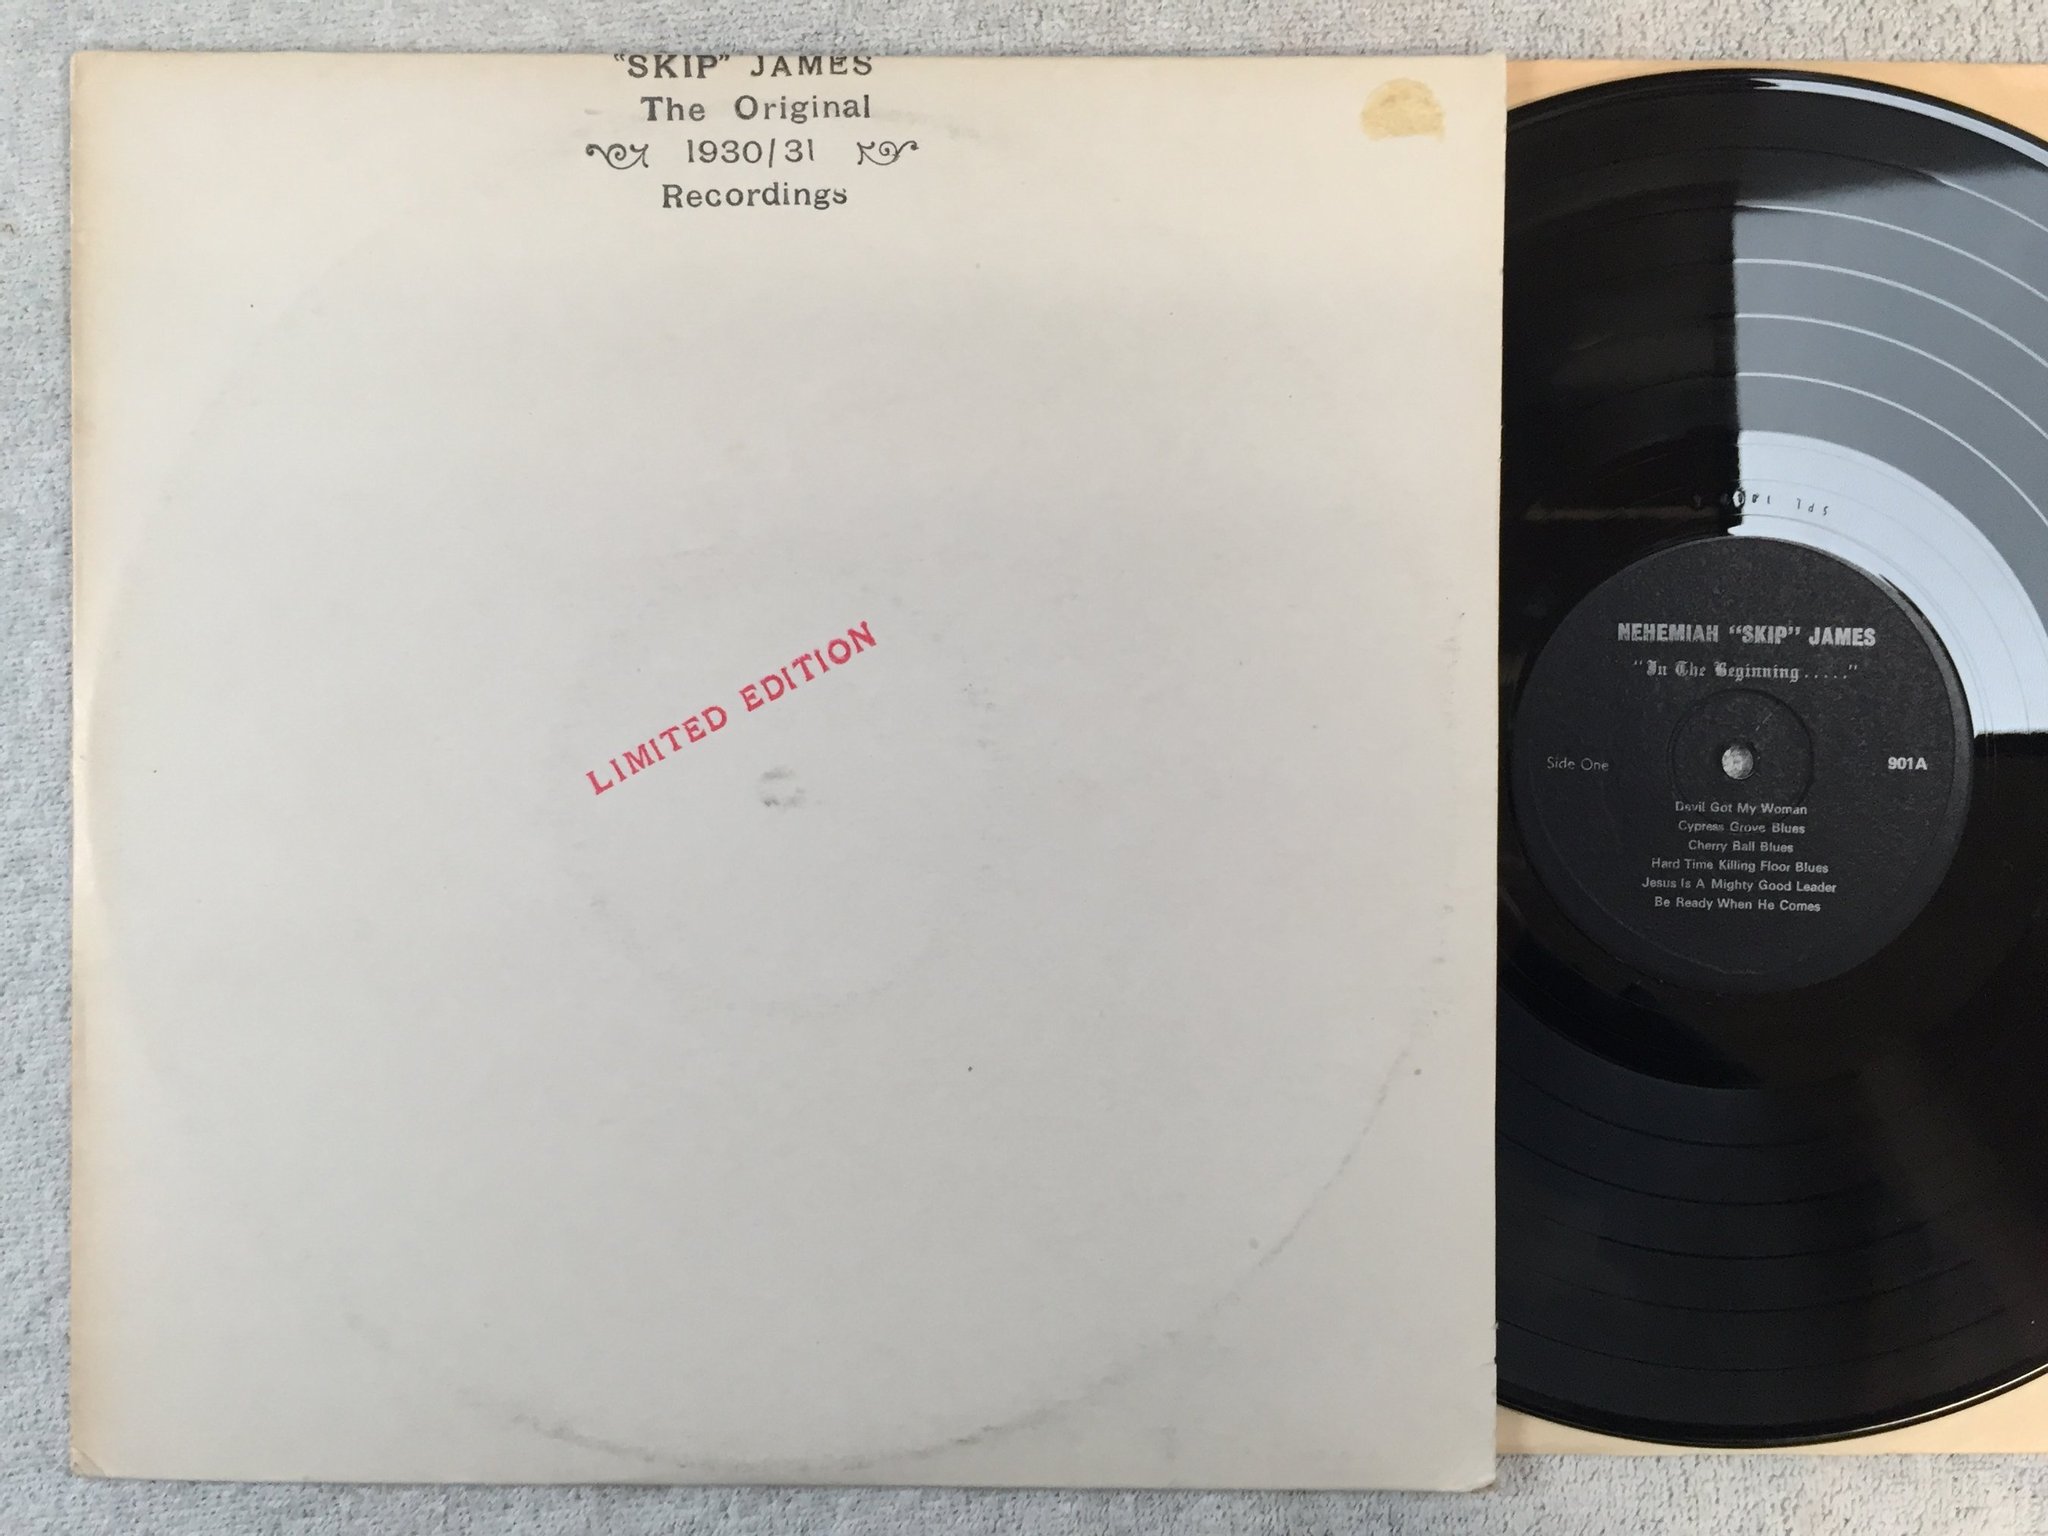 “SKIP” JAMES
The Original
1930/31
Recordings
LIMITED EDITION
NEHEMIAH “SKIP” JAMES
“In The Beginning.....”
Side One
901A
Devil Got My Woman
Cypress Grove Blues
Cherry Ball Blues
Hard Time Killing Floor Blues
Jesus Is A Mighty Good Leader
Be Ready When He Comes
SPL